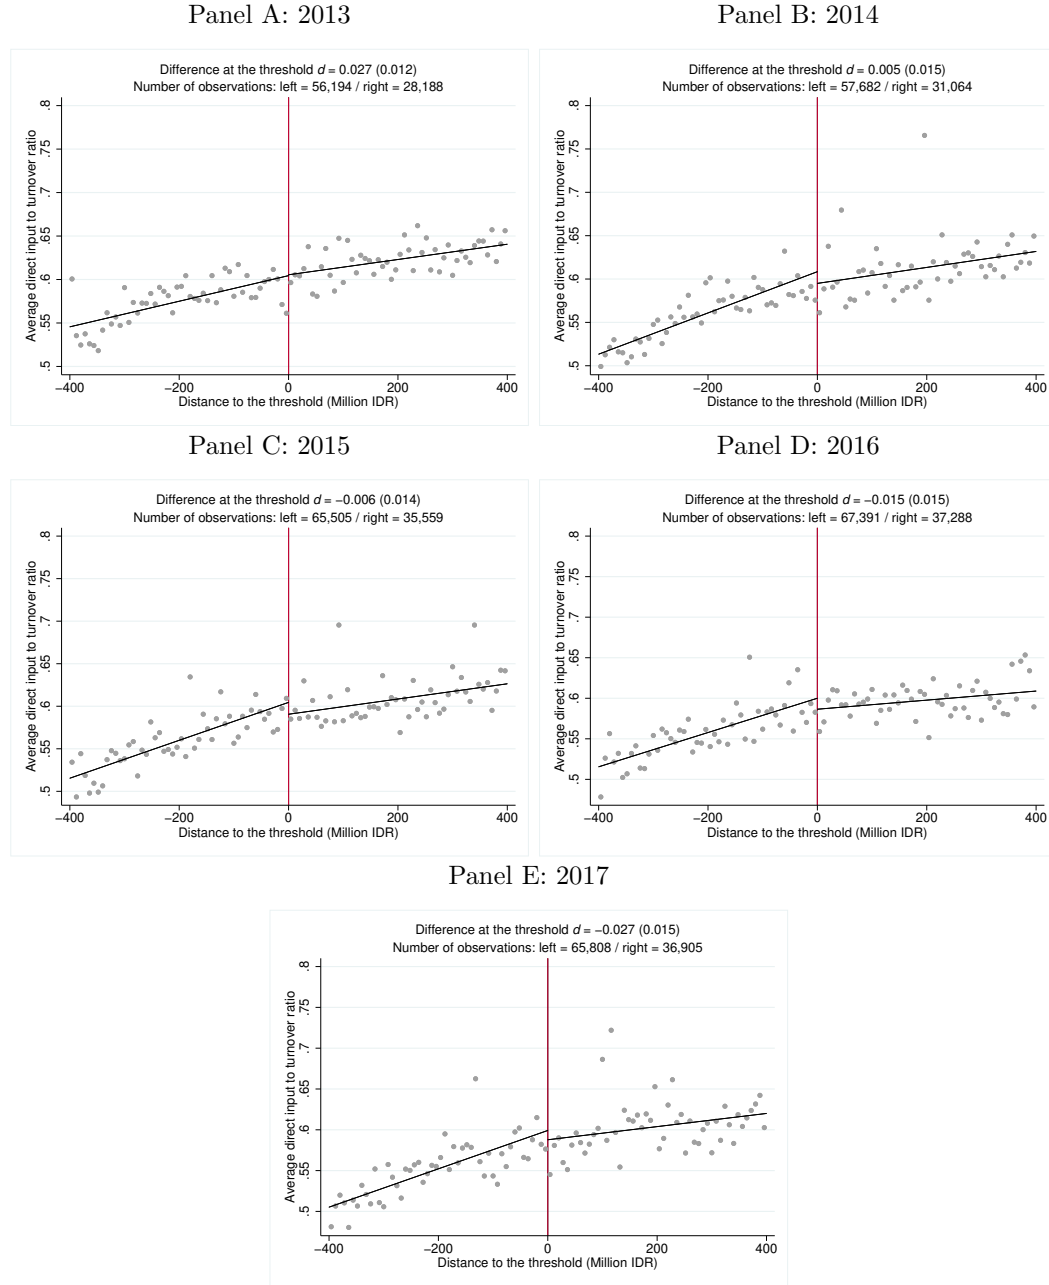 Panel A: 2013
Difference at the threshold d = 0.027 (0.012)
Number of observations: left = 56,194 / right = 28,188
Average direct input to turnover ratio
.8
.75
.7
.65
.6
.55
.5
−400 −200 0 200 400
Distance to the threshold (Million IDR)
Panel B: 2014
Difference at the threshold d = 0.005 (0.015)
Number of observations: left = 57,682 / right = 31,064
Average direct input to turnover ratio
.8
.75
.7
.65
.6
.55
.5
−400 −200 0 200 400
Distance to the threshold (Million IDR)
Panel C: 2015
Difference at the threshold d = −0.006 (0.014)
Number of observations: left = 65,505 / right = 35,559
Average direct input to turnover ratio
.8
.75
.7
.65
.6
.55
.5
−400 −200 0 200 400
Distance to the threshold (Million IDR)
Panel D: 2016
Difference at the threshold d = −0.015 (0.015)
Number of observations: left = 67,391 / right = 37,288
Average direct input to turnover ratio
.8
.75
.7
.65
.6
.55
.5
−400 −200 0 200 400
Distance to the threshold (Million IDR)
Panel E: 2017
Difference at the threshold d = −0.027 (0.015)
Number of observations: left = 65,808 / right = 36,905
Average direct input to turnover ratio
.8
.75
.7
.65
.6
.55
.5
−400 −200 0 200 400
Distance to the threshold (Million IDR)